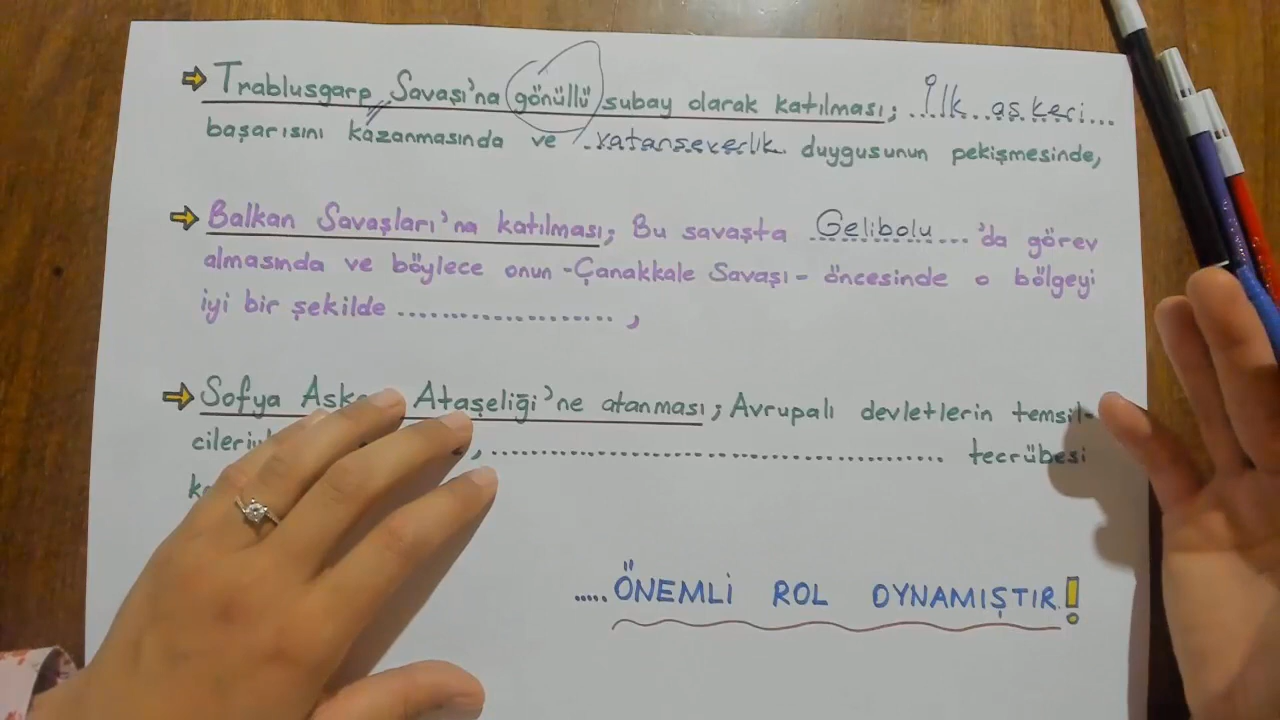 Trablusgarp Savaşı'na gönüllü subay olarak katılması; ..İlk..askeri...
başarısını kazanmasında ve ..vatanseverlik.. duygusunun pekişmesinde,
Balkan Savaşları'na katılması; Bu savaşta ..Gelibolu...'da görev
almasında ve böylece onun -Çanakkale Savaşı- öncesinde o bölgeyi
iyi bir şekilde ......................,
Sofya Ataşeliği'ne atanması; Avrupalı devletlerin temsil-
, ................................................ tecrübesi
.....ÖNEMLİ ROL OYNAMIŞTIR!